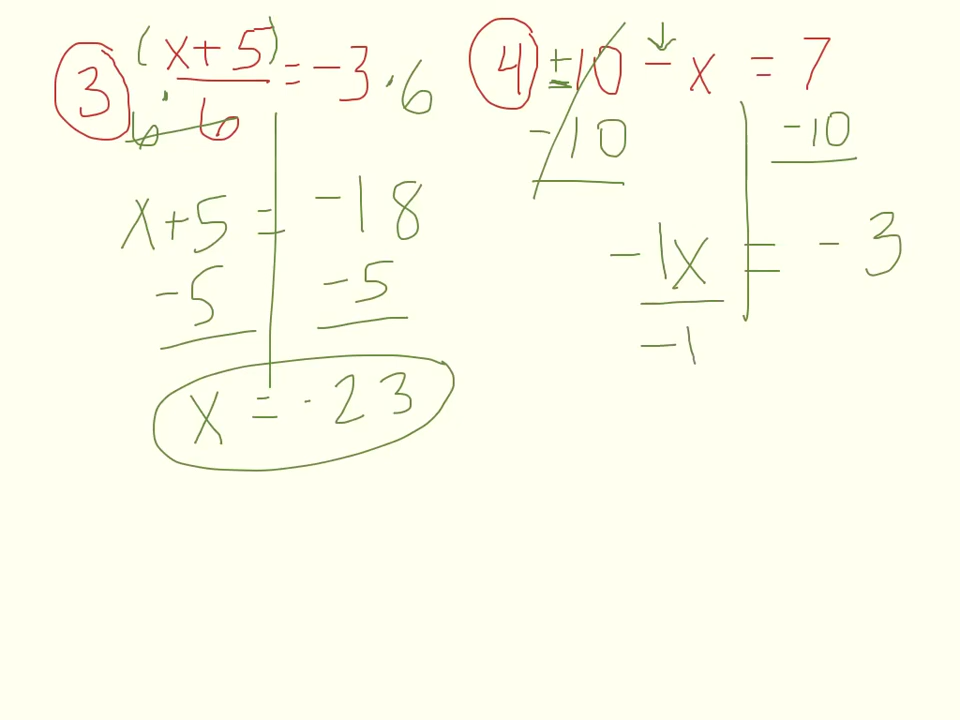 3 (x+5) = -3 · 6
6 · 6
x+5 = -18
-5 -5
x = -23
4 +10 - x = 7
-10 -10
-1x = -3
-1